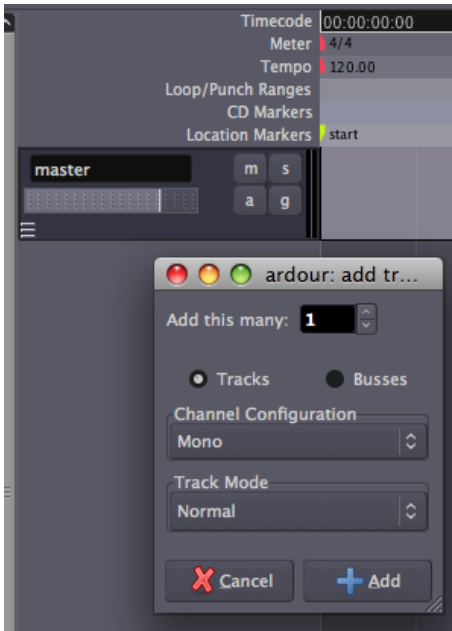 Timecode 00:00:00:00
Meter 4/4
Tempo 120.00
Loop/Punch Ranges
CD Markers
Location Markers start
master m s
a g
ardour: add tr...
Add this many: 1
Tracks Busses
Channel Configuration
Mono
Track Mode
Normal
Cancel Add